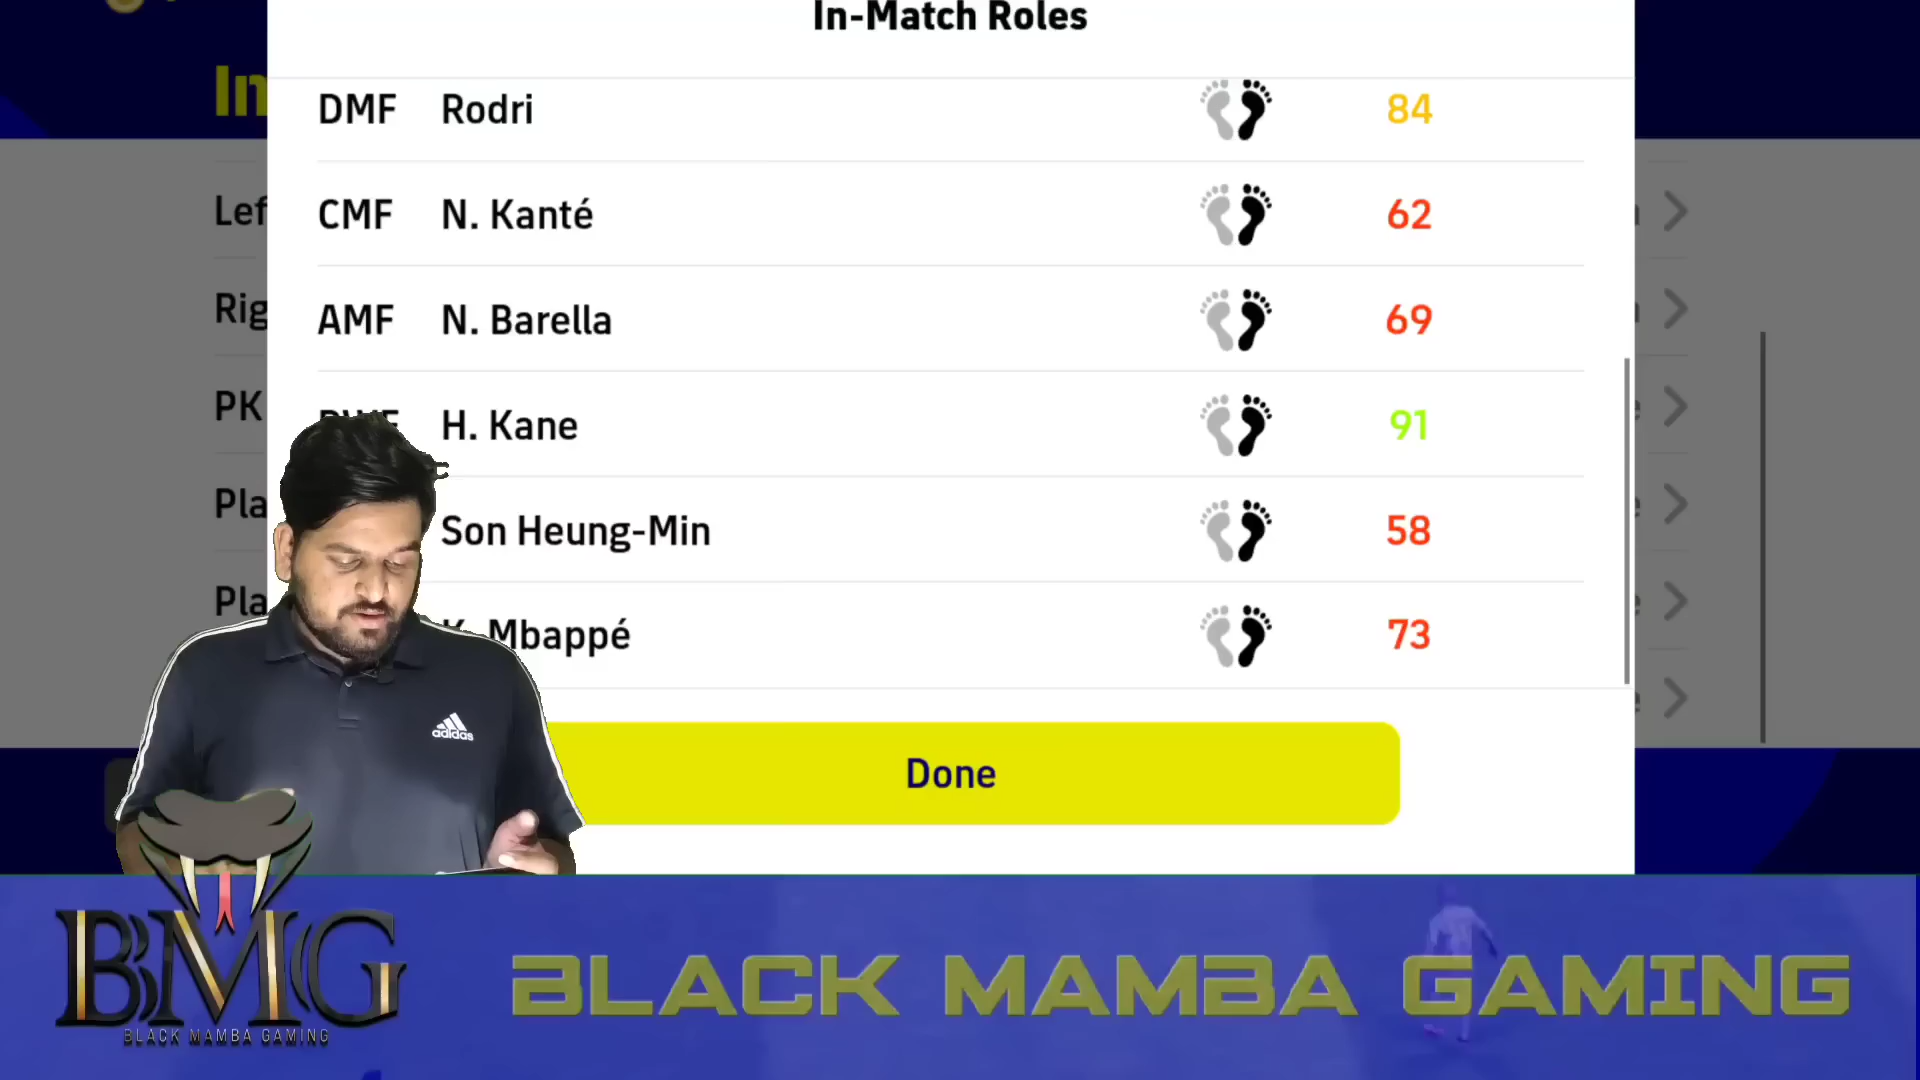 In-Match Roles
In
DMF Rodri 84
Lef CMF N. Kanté 62
Rig AMF N. Barella 69
PK H. Kane 91
Pla Son Heung-Min 58
Pla K. Mbappé 73
Done
adidas
BMG
BLACK MAMBA GAMING
BLACK MAMBA GAMING